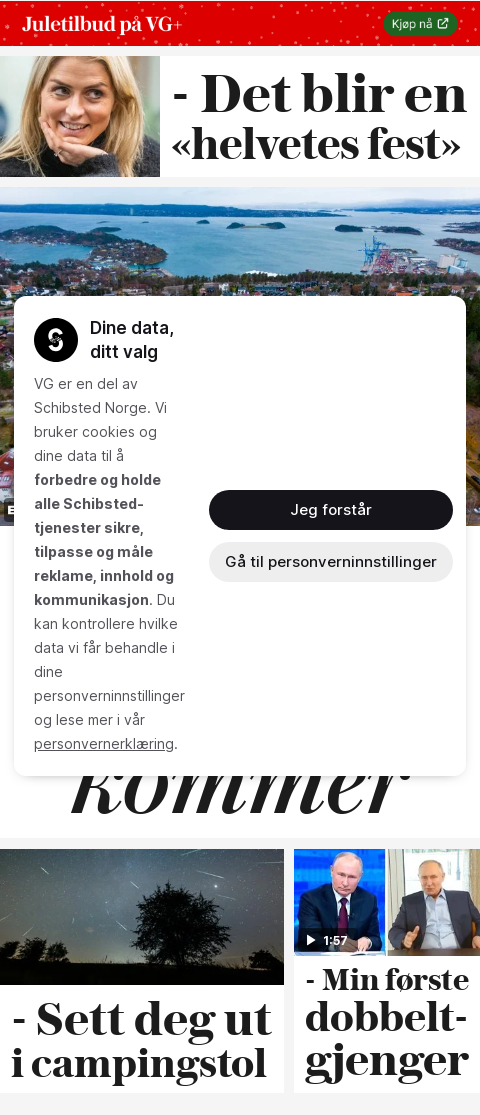 Juletilbud på VG+
Kjøp nå
- Det blir en
«helvetes fest»
Dine data,
ditt valg
VG er en del av
Schibsted Norge. Vi
bruker cookies og
dine data til å
forbedre og holde
alle Schibsted-
tjenester sikre,
tilpasse og måle
reklame, innhold og
kommunikasjon. Du
kan kontrollere hvilke
data vi får behandle i
dine
personverninnstillinger
og lese mer i vår
personvernerklæring.
Jeg forstår
Gå til personverninnstillinger
kommer
- Sett deg ut
i campingstol
1:57
- Min første
dobbelt-
gjenger